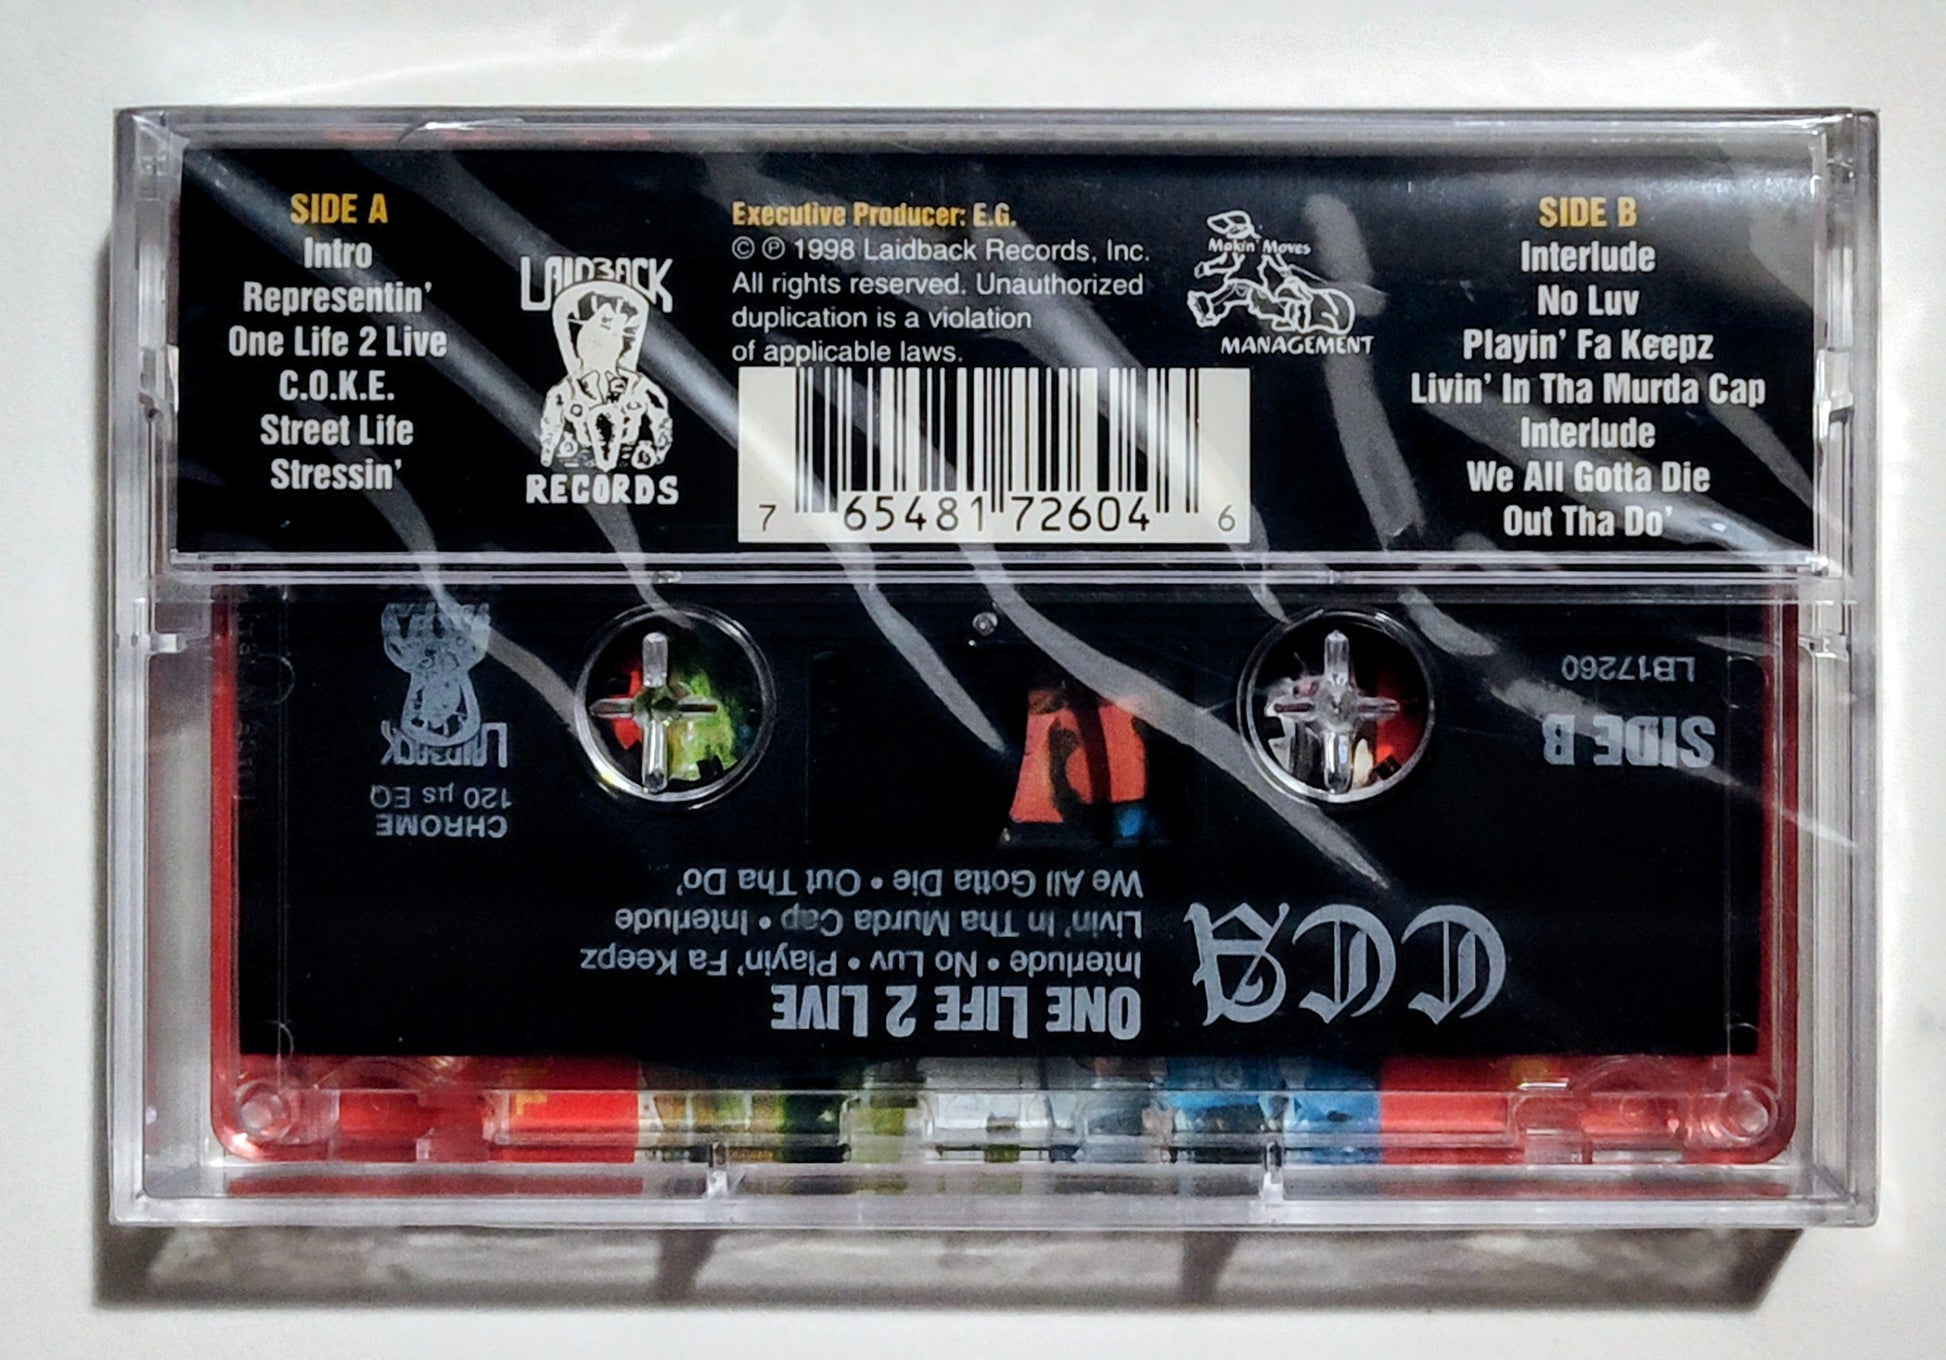 SIDE A
Intro
Representin'
One Life 2 Live
C.O.K.E.
Street Life
Stressin'
LAIDBACK
RECORDS
Executive Producer: E.G.
© ℗ 1998 Laidback Records, Inc.
All rights reserved. Unauthorized
duplication is a violation
of applicable laws.
7 65481 72604 6
Makin' Moves
MANAGEMENT
SIDE B
Interlude
No Luv
Playin' Fa Keepz
Livin' In Tha Murda Cap
Interlude
We All Gotta Die
Out Tha Do'
CCA
ONE LIFE 2 LIVE
Interlude • No Luv • Playin' Fa Keepz
Livin' In Tha Murda Cap • Interlude
We All Gotta Die • Out Tha Do'
SIDE B
LB17260
CHROME
120 µs EQ
LAIDBACK